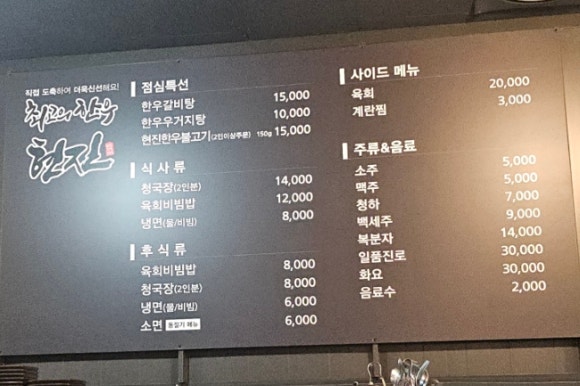 직접 도축하여 더욱신선해요!
최고의 한우
현진
점심특선
한우갈비탕 15,000
한우우거지탕 10,000
현진한우불고기(2인이상주문) 150g 15,000
식사류
청국장(2인분) 14,000
육회비빔밥 12,000
냉면(물/비빔) 8,000
후식류
육회비빔밥 8,000
청국장(2인분) 8,000
냉면(물/비빔) 6,000
소면 6,000
사이드 메뉴
육회 20,000
계란찜 3,000
주류&음료
소주 5,000
맥주 5,000
청하 7,000
백세주 9,000
복분자 14,000
일품진로 30,000
화요 30,000
음료수 2,000